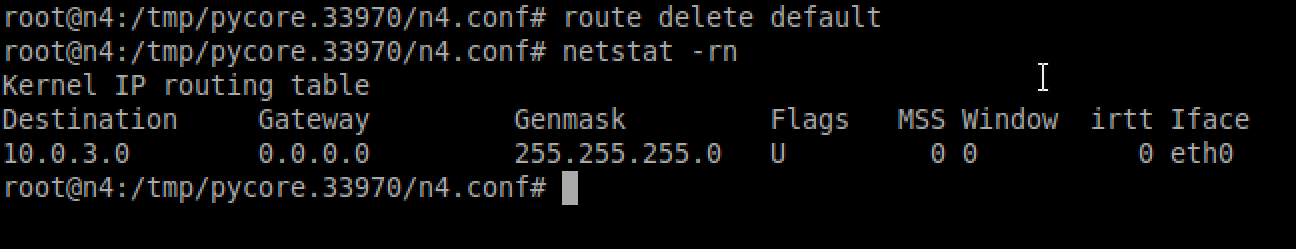 root@n4:/tmp/pycore.33970/n4.conf# route delete default
root@n4:/tmp/pycore.33970/n4.conf# netstat -rn
Kernel IP routing table
Destination     Gateway         Genmask         Flags   MSS Window  irtt Iface
10.0.3.0        0.0.0.0         255.255.255.0   U         0 0          0 eth0
root@n4:/tmp/pycore.33970/n4.conf#